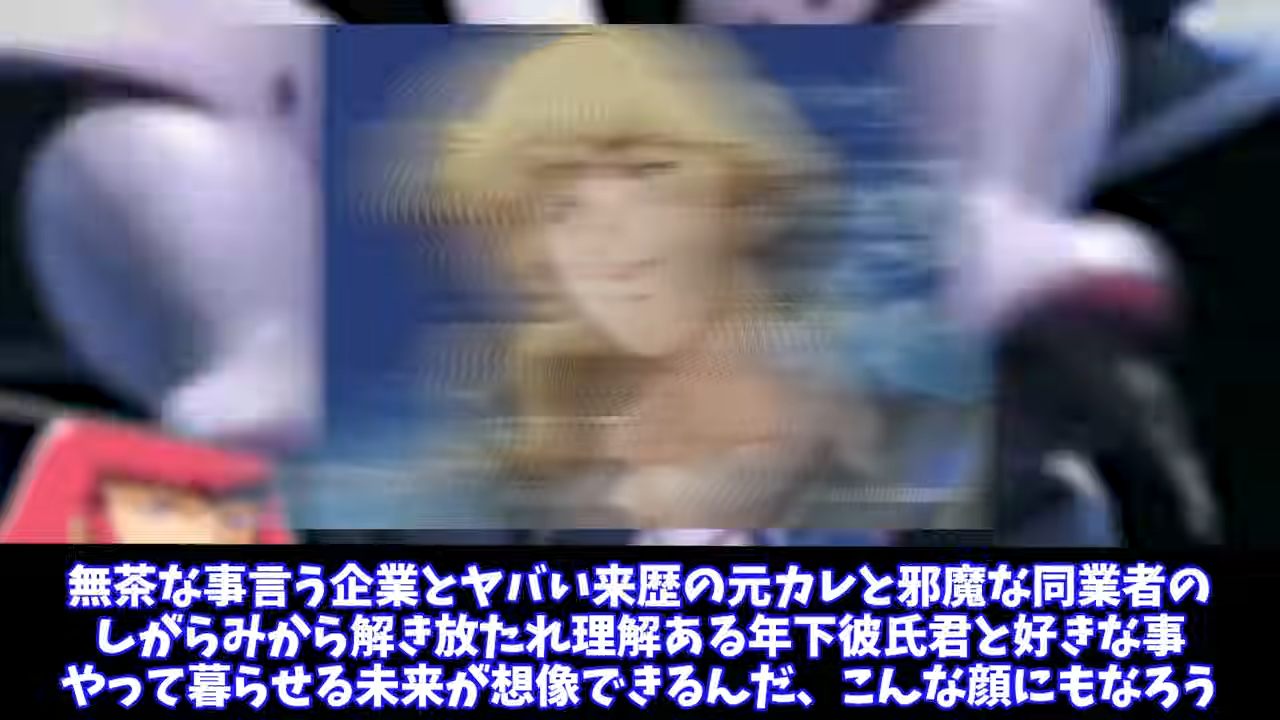 無茶な事言う企業とヤバい来歴の元カレと邪魔な同業者の
しがらみから解き放たれ理解ある年下彼氏君と好きな事
やって暮らせる未来が想像できるんだ、こんな顔にもなろう